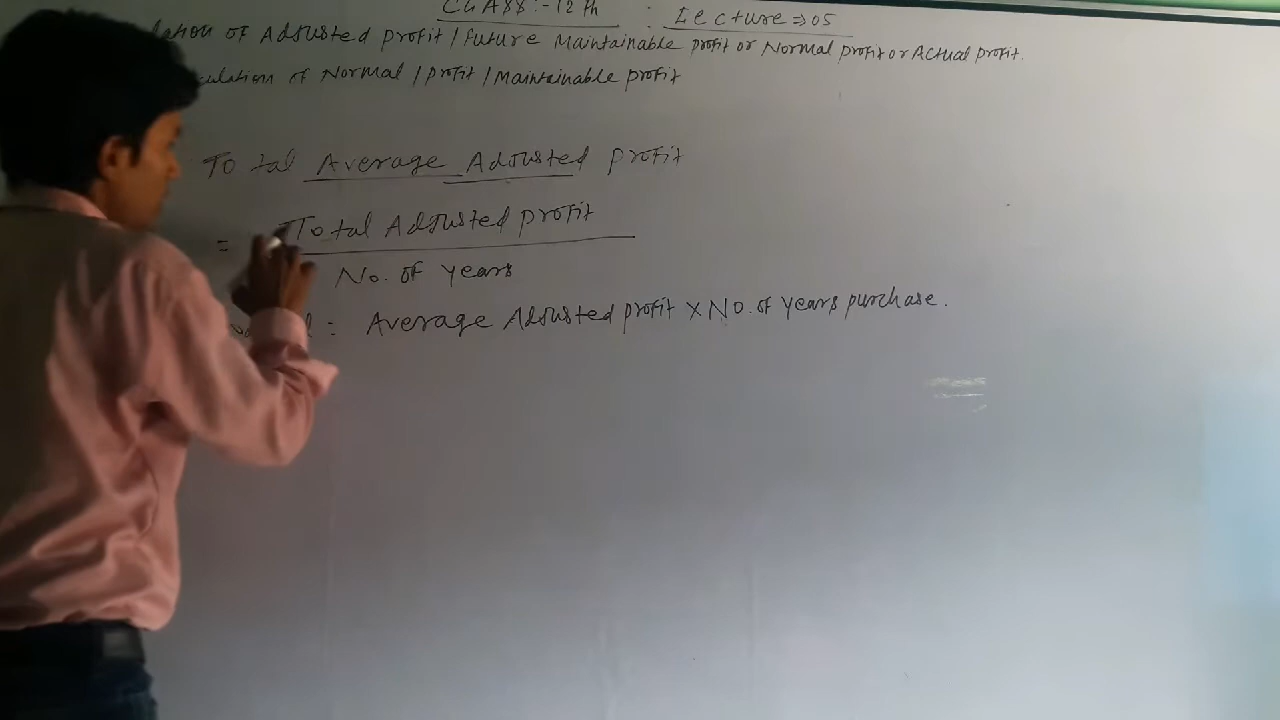 CLASS:-12th : Lecture⇒05
of Adjusted profit/Future Maintainable profit or Normal profit or Actual profit.
of Normal/profit/Maintainable profit
Total Average Adjusted profit
= Total Adjusted profit
No. of years
= Average Adjusted profit × No. of years purchase.